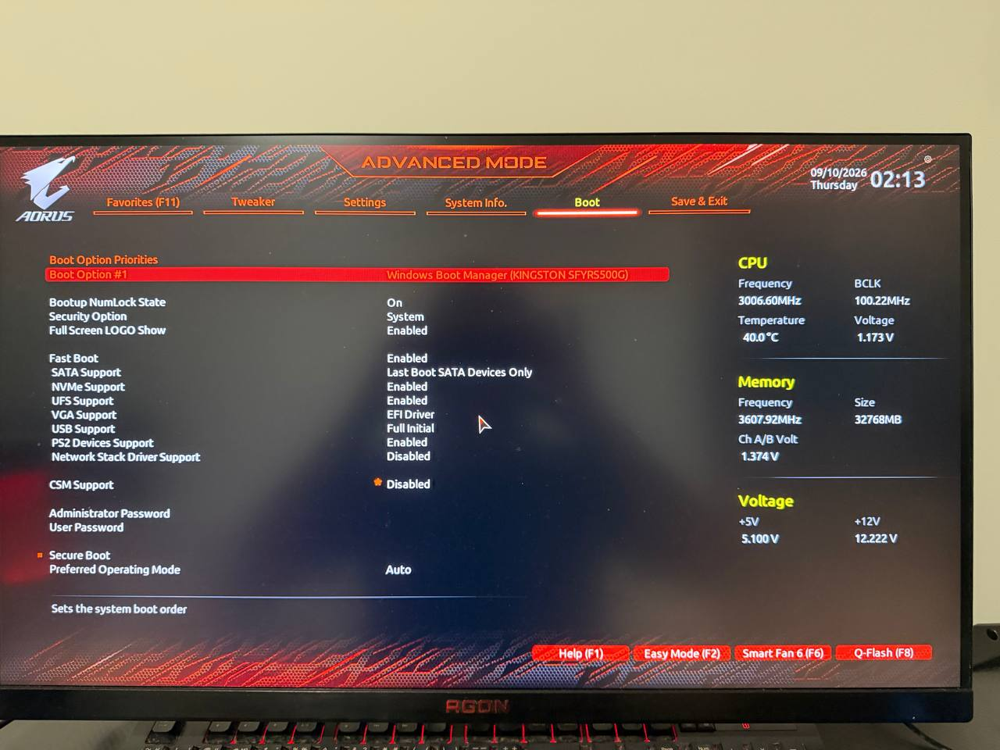 ADVANCED MODE
AORUS
09/10/2026
Thursday
02:13
Favorites (F11) Tweaker Settings System Info. Boot Save & Exit
Boot Option Priorities
Boot Option #1 Windows Boot Manager (KINGSTON SFYRS500G)
Bootup NumLock State On
Security Option System
Full Screen LOGO Show Enabled
Fast Boot Enabled
SATA Support Last Boot SATA Devices Only
NVMe Support Enabled
UFS Support Enabled
VGA Support EFI Driver
USB Support Full Initial
PS2 Devices Support Enabled
Network Stack Driver Support Disabled
CSM Support Disabled
Administrator Password
User Password
Secure Boot
Preferred Operating Mode Auto
Sets the system boot order
CPU
Frequency BCLK
3006.60MHz 100.22MHz
Temperature Voltage
40.0 °C 1.173 V
Memory
Frequency Size
3607.92MHz 32768MB
Ch A/B Volt
1.374 V
Voltage
+5V +12V
5.100 V 12.222 V
Help (F1) Easy Mode (F2) Smart Fan 6 (F6) Q-Flash (F8)
AGON